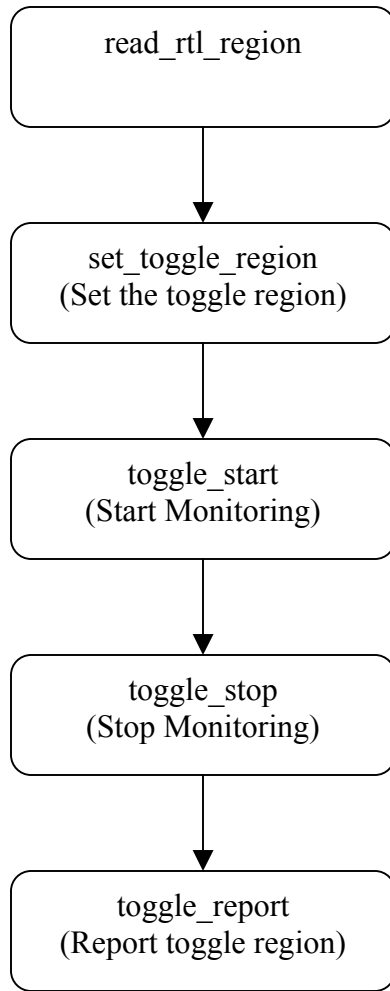 read_rtl_region
set_toggle_region
(Set the toggle region)
toggle_start
(Start Monitoring)
toggle_stop
(Stop Monitoring)
toggle_report
(Report toggle region)